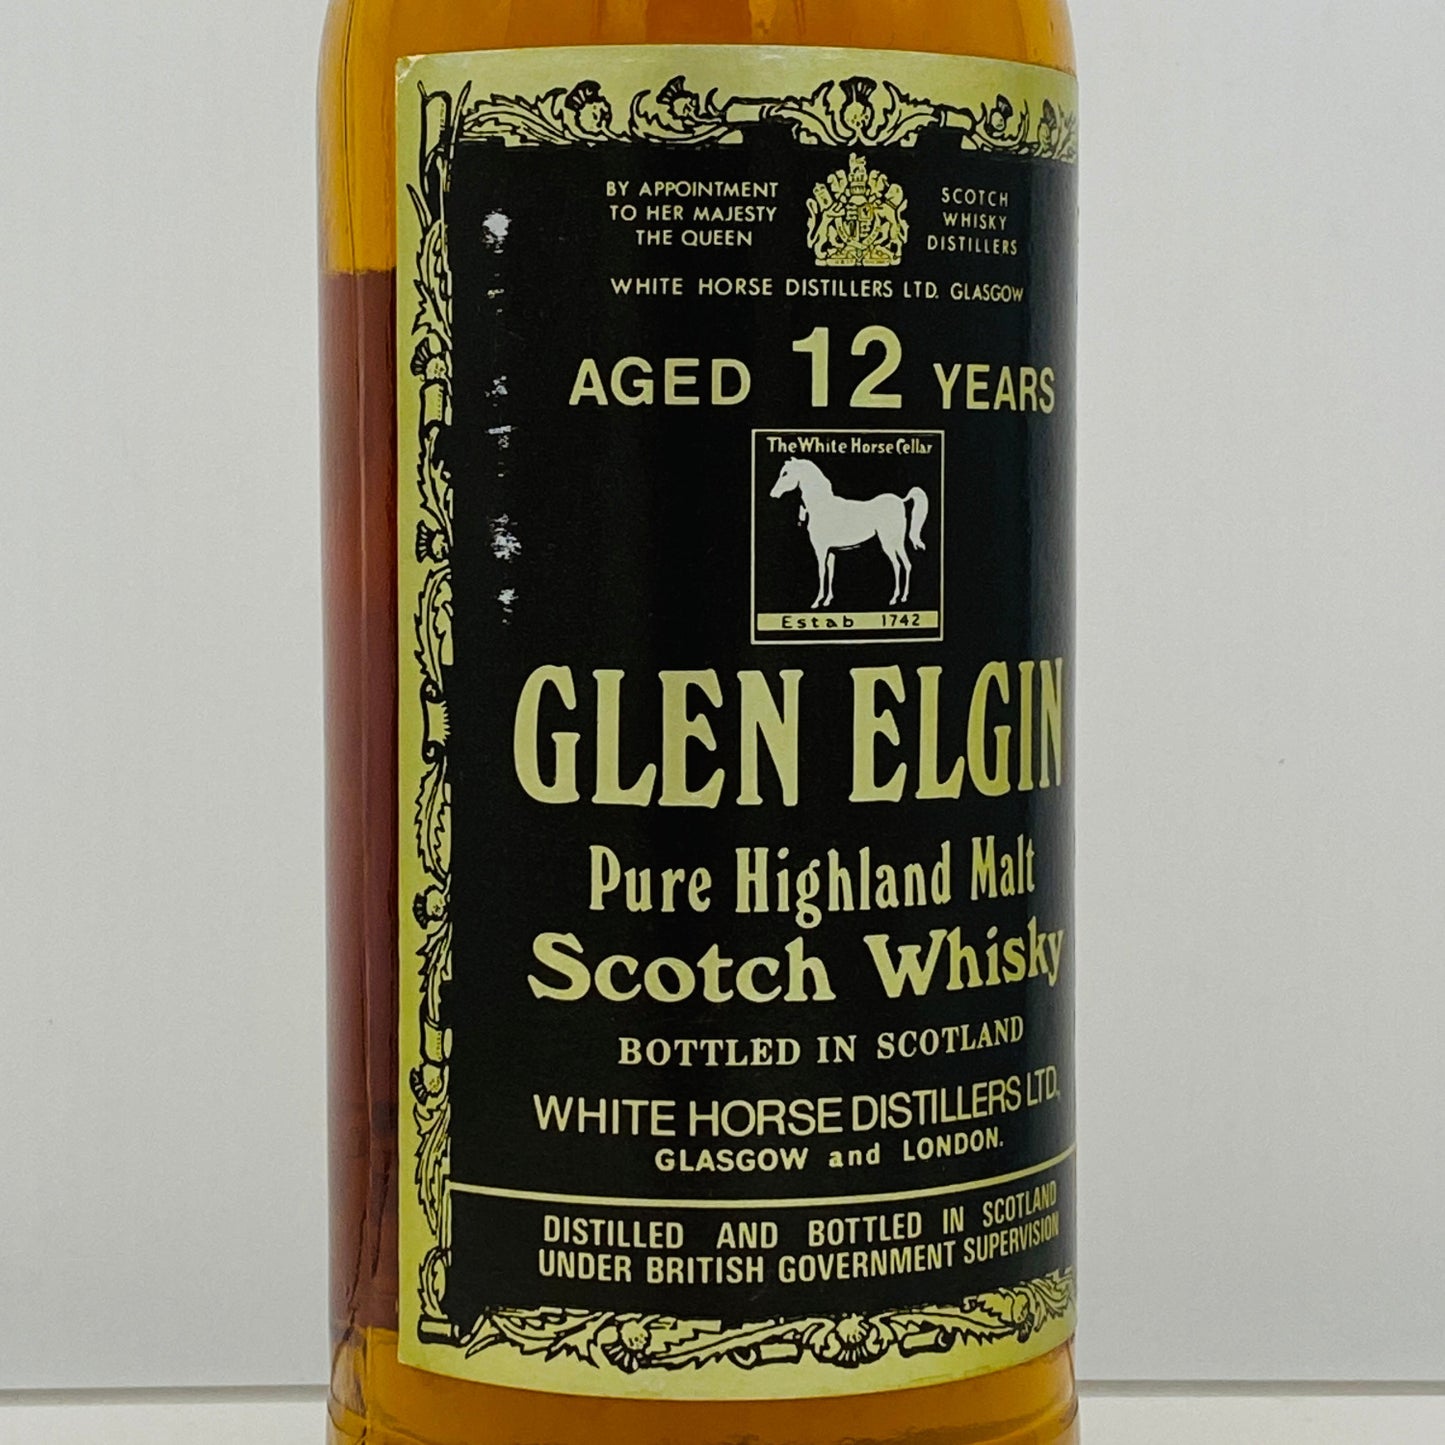 BY APPOINTMENT
TO HER MAJESTY
THE QUEEN
SCOTCH
WHISKY
DISTILLERS
WHITE HORSE DISTILLERS LTD. GLASGOW
AGED 12 YEARS
The White Horse Cellar
Estab 1742
GLEN ELGIN
Pure Highland Malt
Scotch Whisky
BOTTLED IN SCOTLAND
WHITE HORSE DISTILLERS LTD.,
GLASGOW and LONDON.
DISTILLED AND BOTTLED IN SCOTLAND
UNDER BRITISH GOVERNMENT SUPERVISION